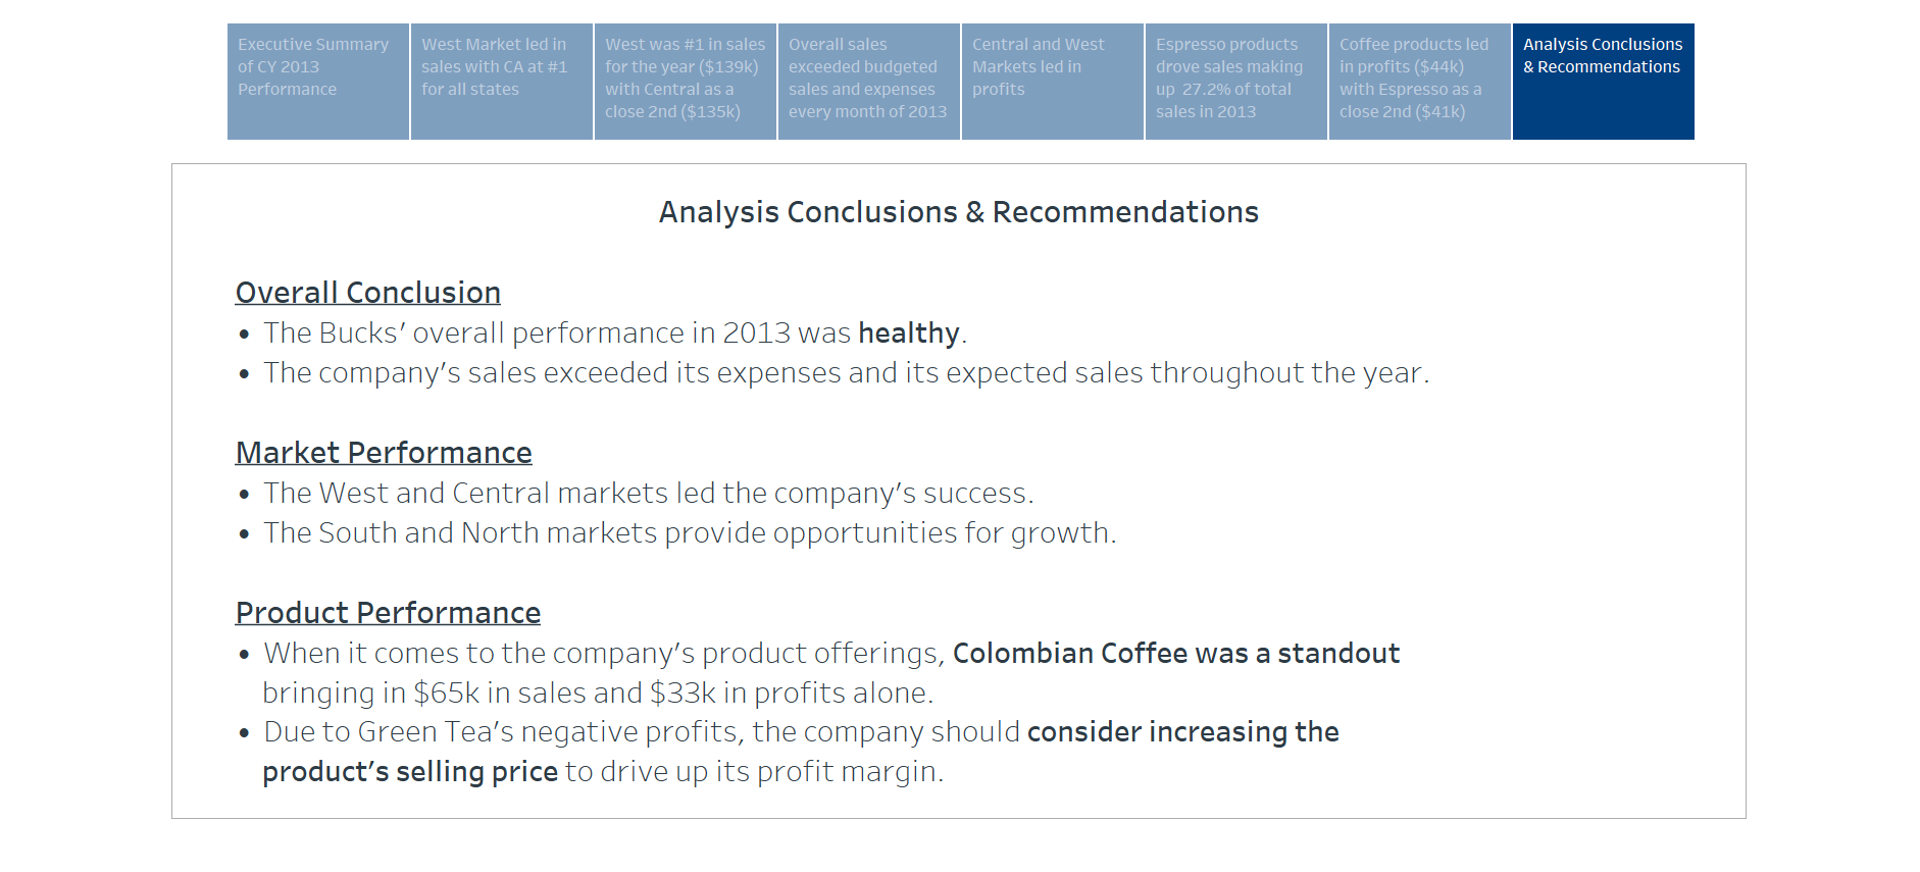 Executive Summary
of CY 2013
Performance
West Market led in
sales with CA at #1
for all states
West was #1 in sales
for the year ($139k)
with Central as a
close 2nd ($135k)
Overall sales
exceeded budgeted
sales and expenses
every month of 2013
Central and West
Markets led in
profits
Espresso products
drove sales making
up 27.2% of total
sales in 2013
Coffee products led
in profits ($44k)
with Espresso as a
close 2nd ($41k)
Analysis Conclusions
& Recommendations
Analysis Conclusions & Recommendations
Overall Conclusion
• The Bucks’ overall performance in 2013 was healthy.
• The company’s sales exceeded its expenses and its expected sales throughout the year.
Market Performance
• The West and Central markets led the company’s success.
• The South and North markets provide opportunities for growth.
Product Performance
• When it comes to the company’s product offerings, Colombian Coffee was a standout
bringing in $65k in sales and $33k in profits alone.
• Due to Green Tea’s negative profits, the company should consider increasing the
product’s selling price to drive up its profit margin.